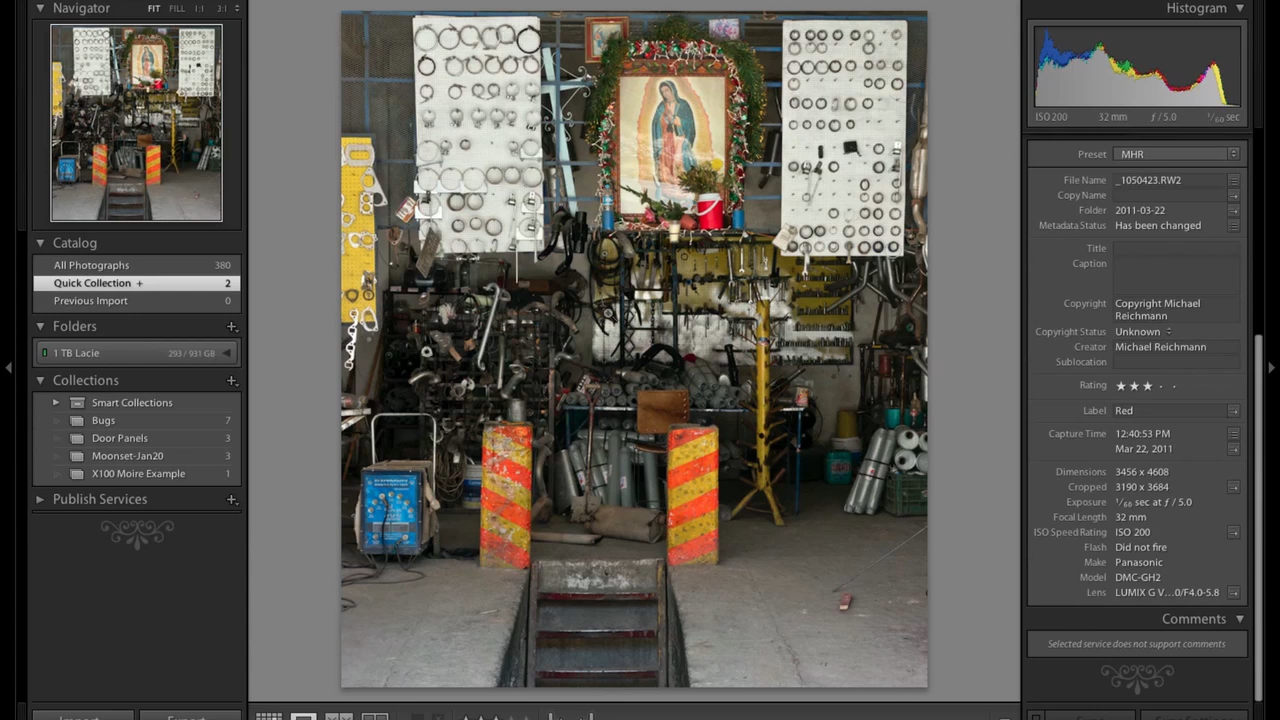 Navigator
FIT FILL 1:1 3:1
Catalog
All Photographs 380
Quick Collection + 2
Previous Import 0
Folders
1 TB Lacie 293 / 931 GB
Collections
Smart Collections
Bugs 7
Door Panels 3
Moonset-Jan20 3
X100 Moire Example 1
Publish Services
Histogram
ISO 200 32 mm ƒ / 5.0 1/60 sec
Preset MHR
File Name _1050423.RW2
Copy Name
Folder 2011-03-22
Metadata Status Has been changed
Title
Caption
Copyright Copyright Michael
Reichmann
Copyright Status Unknown
Creator Michael Reichmann
Sublocation
Rating ★ ★ ★ · ·
Label Red
Capture Time 12:40:53 PM
Mar 22, 2011
Dimensions 3456 x 4608
Cropped 3190 x 3684
Exposure 1/60 sec at ƒ / 5.0
Focal Length 32 mm
ISO Speed Rating ISO 200
Flash Did not fire
Make Panasonic
Model DMC-GH2
Lens LUMIX G V...0/F4.0-5.8
Comments
Selected service does not support comments